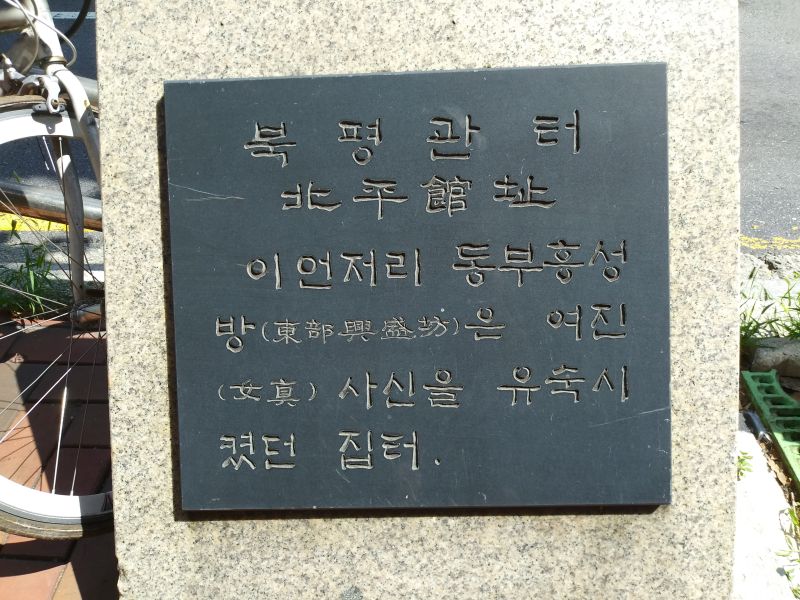 북평관터
北平館址
이언저리 동부흥성
방(東部興盛坊)은 여진
(女真) 사신을 유숙시
켰던 집터.